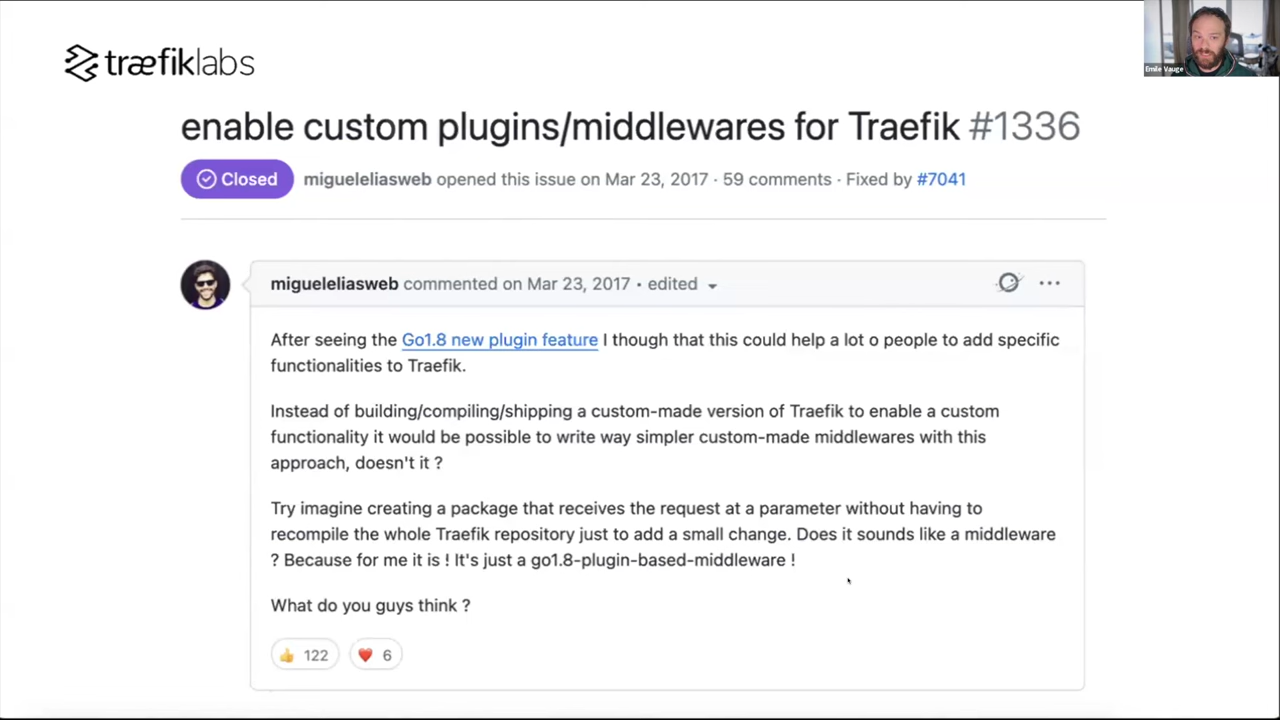 træfiklabs
Emile Vauge
enable custom plugins/middlewares for Traefik #1336
Closed migueleliasweb opened this issue on Mar 23, 2017 · 59 comments · Fixed by #7041
migueleliasweb commented on Mar 23, 2017 • edited
After seeing the Go1.8 new plugin feature I though that this could help a lot o people to add specific
functionalities to Traefik.
Instead of building/compiling/shipping a custom-made version of Traefik to enable a custom
functionality it would be possible to write way simpler custom-made middlewares with this
approach, doesn't it ?
Try imagine creating a package that receives the request at a parameter without having to
recompile the whole Traefik repository just to add a small change. Does it sounds like a middleware
? Because for me it is ! It's just a go1.8-plugin-based-middleware !
What do you guys think ?
👍 122 ❤️ 6